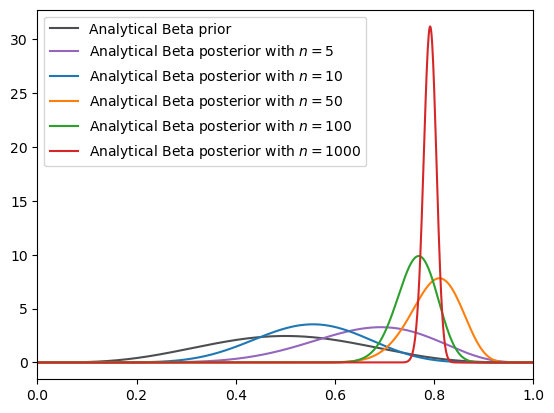 Analytical Beta prior
Analytical Beta posterior with n = 5
Analytical Beta posterior with n = 10
Analytical Beta posterior with n = 50
Analytical Beta posterior with n = 100
Analytical Beta posterior with n = 1000
30
25
20
15
10
5
0
0.0 0.2 0.4 0.6 0.8 1.0